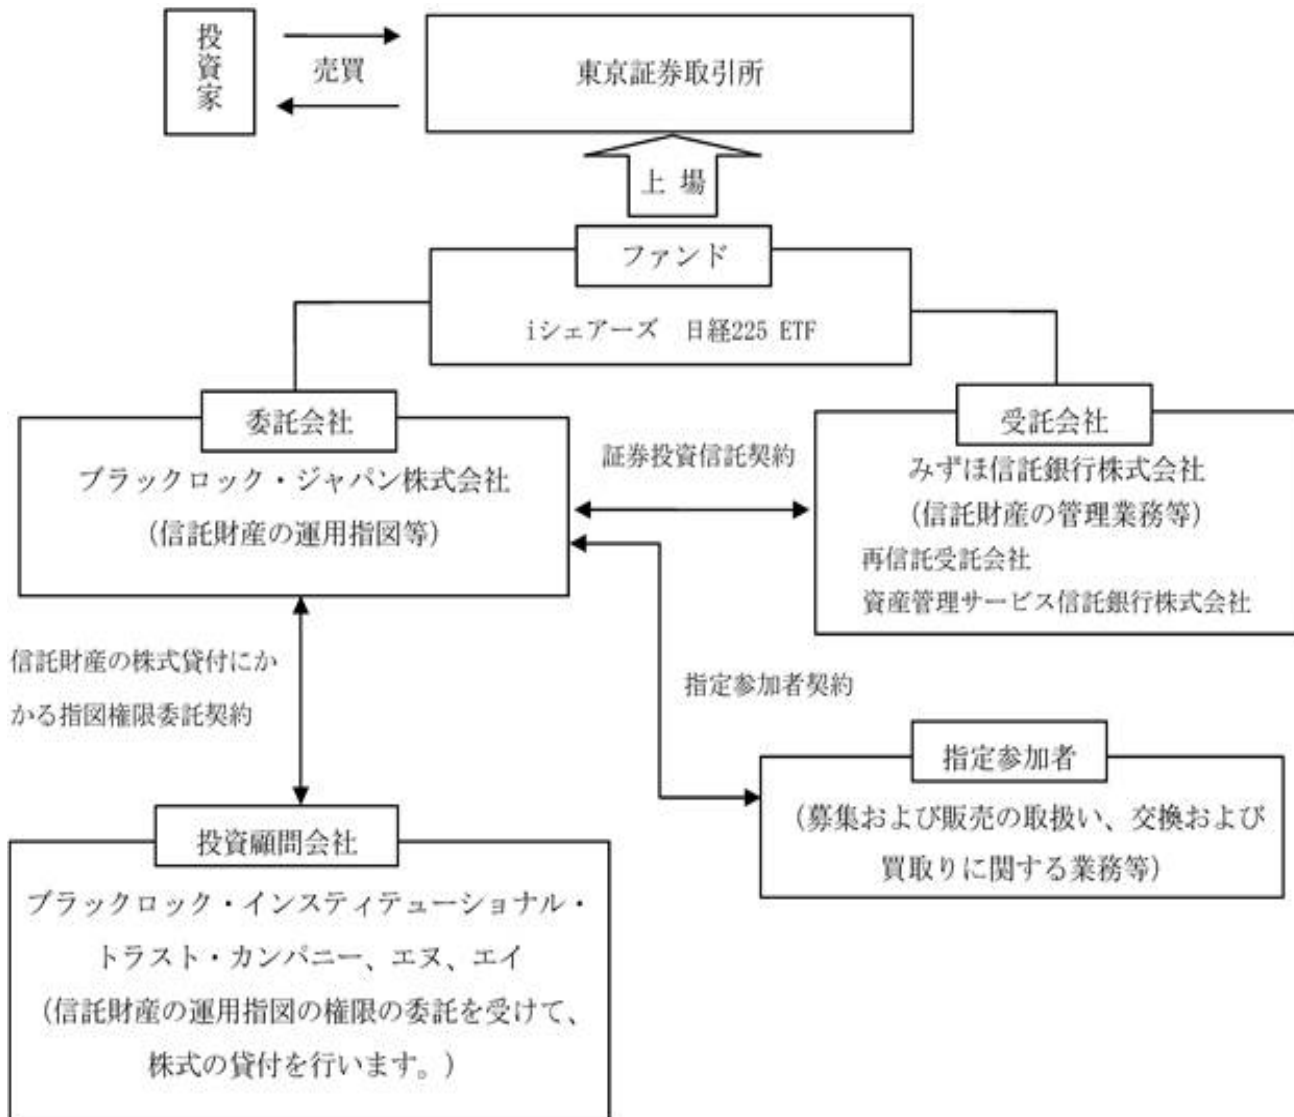 投資家
売買
東京証券取引所
上 場
ファンド
iシェアーズ 日経225 ETF
委託会社
ブラックロック・ジャパン株式会社
(信託財産の運用指図等)
証券投資信託契約
受託会社
みずほ信託銀行株式会社
(信託財産の管理業務等)
再信託受託会社
資産管理サービス信託銀行株式会社
信託財産の株式貸付にか
かる指図権限委託契約
指定参加者契約
指定参加者
(募集および販売の取扱い、交換および
買取りに関する業務等)
投資顧問会社
ブラックロック・インスティテューショナル・
トラスト・カンパニー、エヌ、エイ
(信託財産の運用指図の権限の委託を受けて、
株式の貸付を行います。)